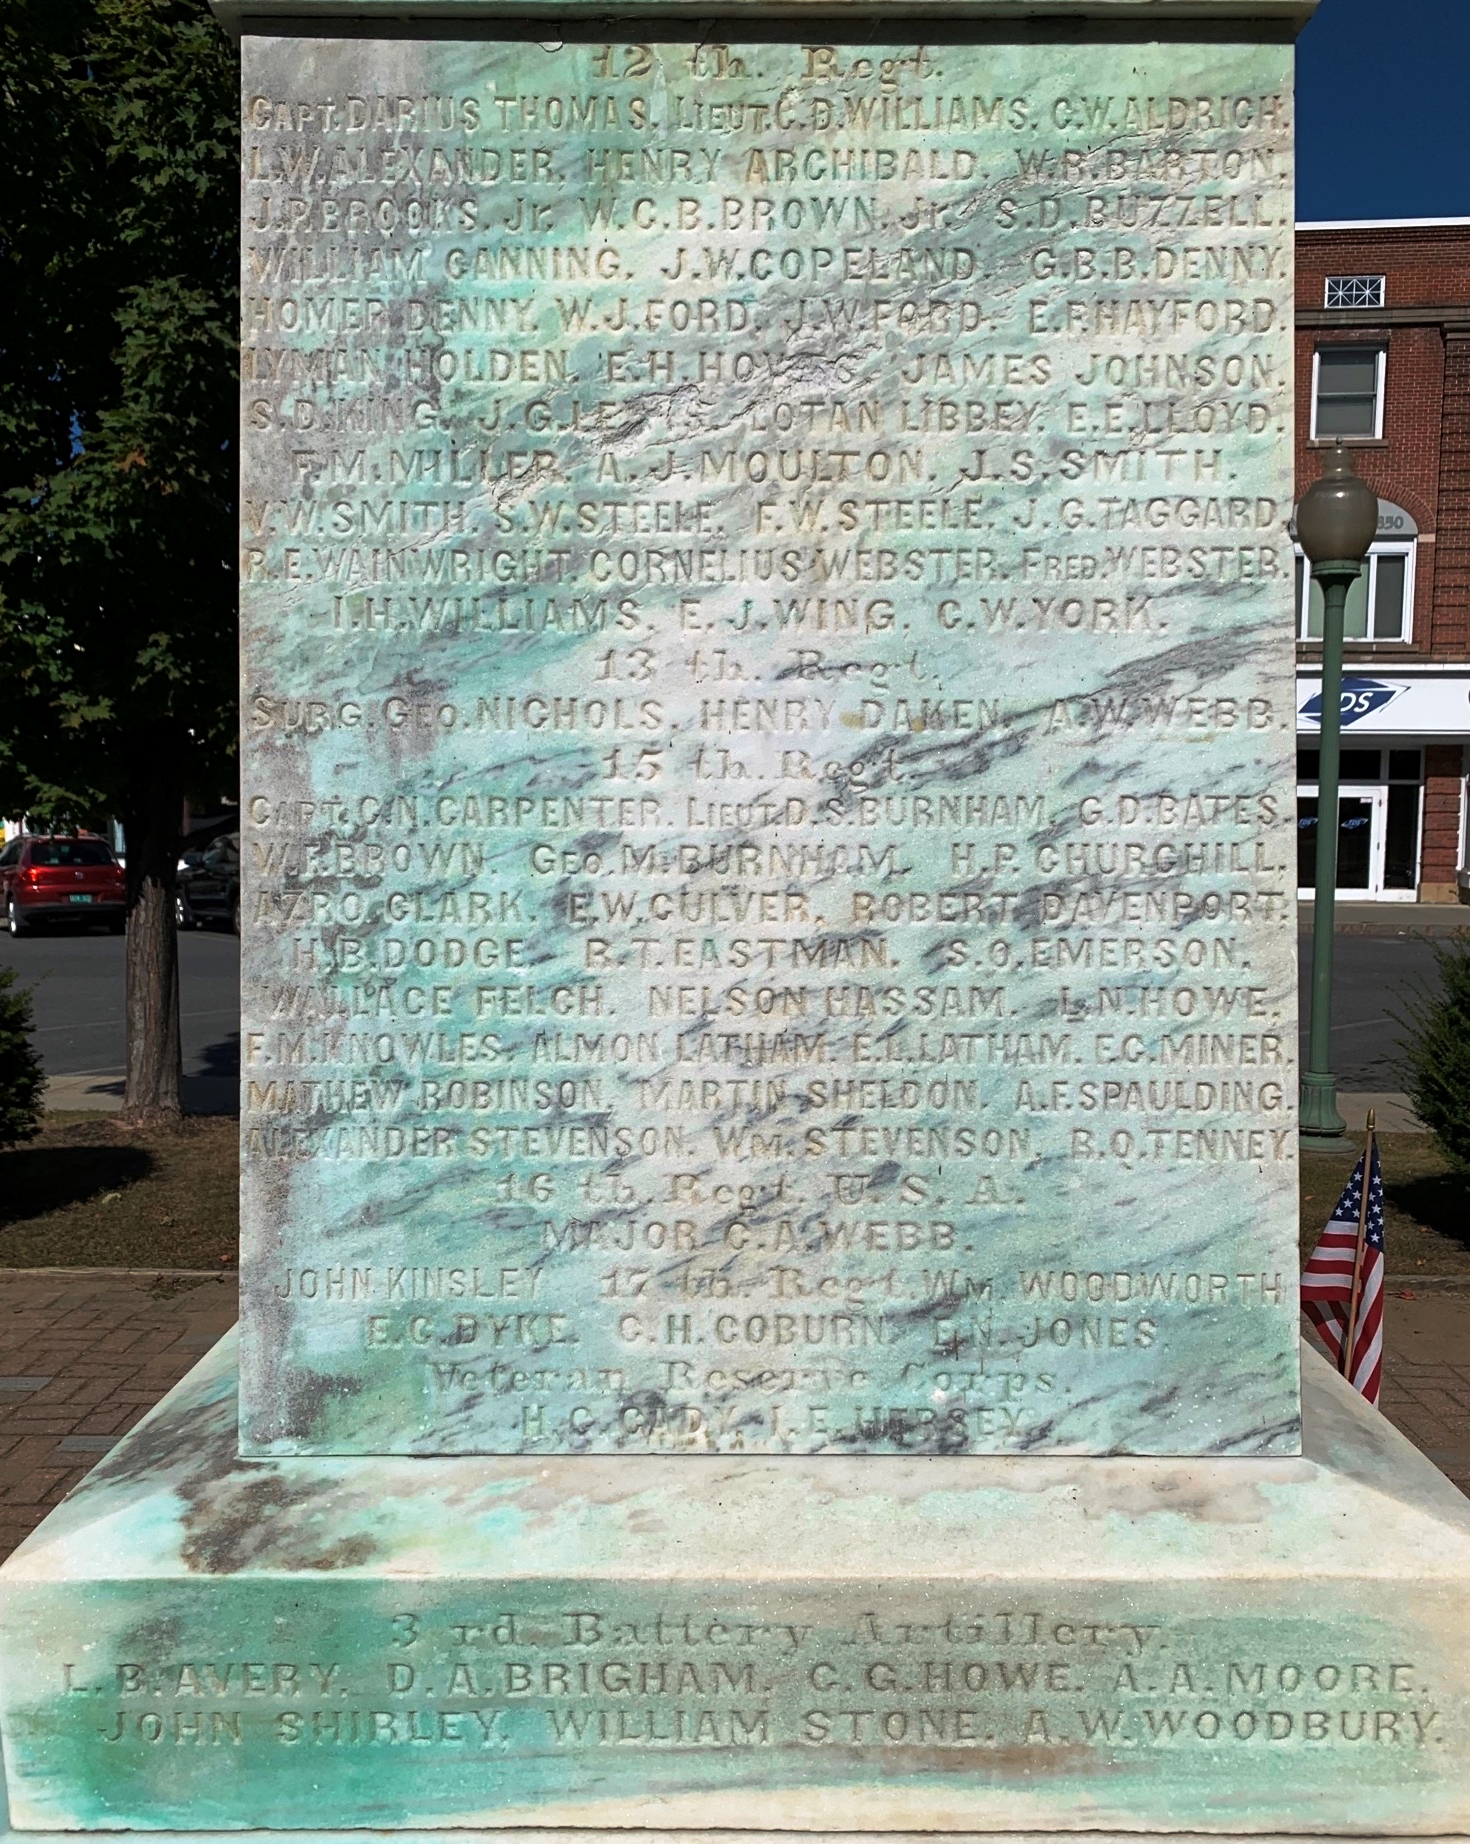 12 th. Regt.
CAPT. DARIUS THOMAS. LIEUT. C.D. WILLIAMS. C.W. ALDRICH.
L.W. ALEXANDER. HENRY ARCHIBALD. W.R. BARTON.
J.P. BROOKS. Jr. W.C.B. BROWN. Jr. S.D. BUZZELL.
WILLIAM CANNING. J.W. COPELAND. G.B.B. DENNY.
HOMER DENNY. W.J. FORD. J.W. FORD. E.P. HAYFORD.
LYMAN HOLDEN. E.H. JAMES JOHNSON.
S.D. KING. J.G. LOTAN LIBBEY. E.E. LLOYD.
F.M. MILLER. A. J. MOULTON. J.S. SMITH.
V.W. SMITH. S.W. STEELE. F.W. STEELE. J.G. TAGGARD.
R.E. WAINWRIGHT. CORNELIUS WEBSTER. FRED. WEBSTER.
I.H. WILLIAMS. E. J. WING. C.W. YORK.
13 th. Regt.
SURG. GEO. NICHOLS. HENRY DAKEN. A.W. WEBB.
15 th. Regt.
CAPT. C.N. CARPENTER. LIEUT. D.S. BURNHAM. G.D. BATES.
W.F. BROWN. GEO. M. BURNHAM. H.P. CHURCHILL.
AZRO. CLARK. E.W. CULVER. ROBERT DAVENPORT.
H.B. DODGE. R.T. EASTMAN. S.O. EMERSON.
WALLACE FELCH. NELSON HASSAM. L.N. HOWE.
F.M. KNOWLES. ALMON LATHAM. E.L. LATHAM. F.C. MINER.
MATHEW ROBINSON. MARTIN SHELDON. A.F. SPAULDING.
ALEXANDER STEVENSON. WM. STEVENSON. B.Q. TENNEY.
16 th. Regt. U. S. A.
MAJOR C.A. WEBB.
JOHN KINSLEY 17 th. Regt. WM. WOODWORTH
E.C. DYKE. C.H. COBURN. E.N. JONES.
Veteran Reserve Corps.
H.C. CADY. I.E. HERSEY.
3 rd. Battery Artillery.
L.B. AVERY. D.A. BRIGHAM. C.G. HOWE. A.A. MOORE.
JOHN SHIRLEY. WILLIAM STONE. A.W. WOODBURY.
TDS